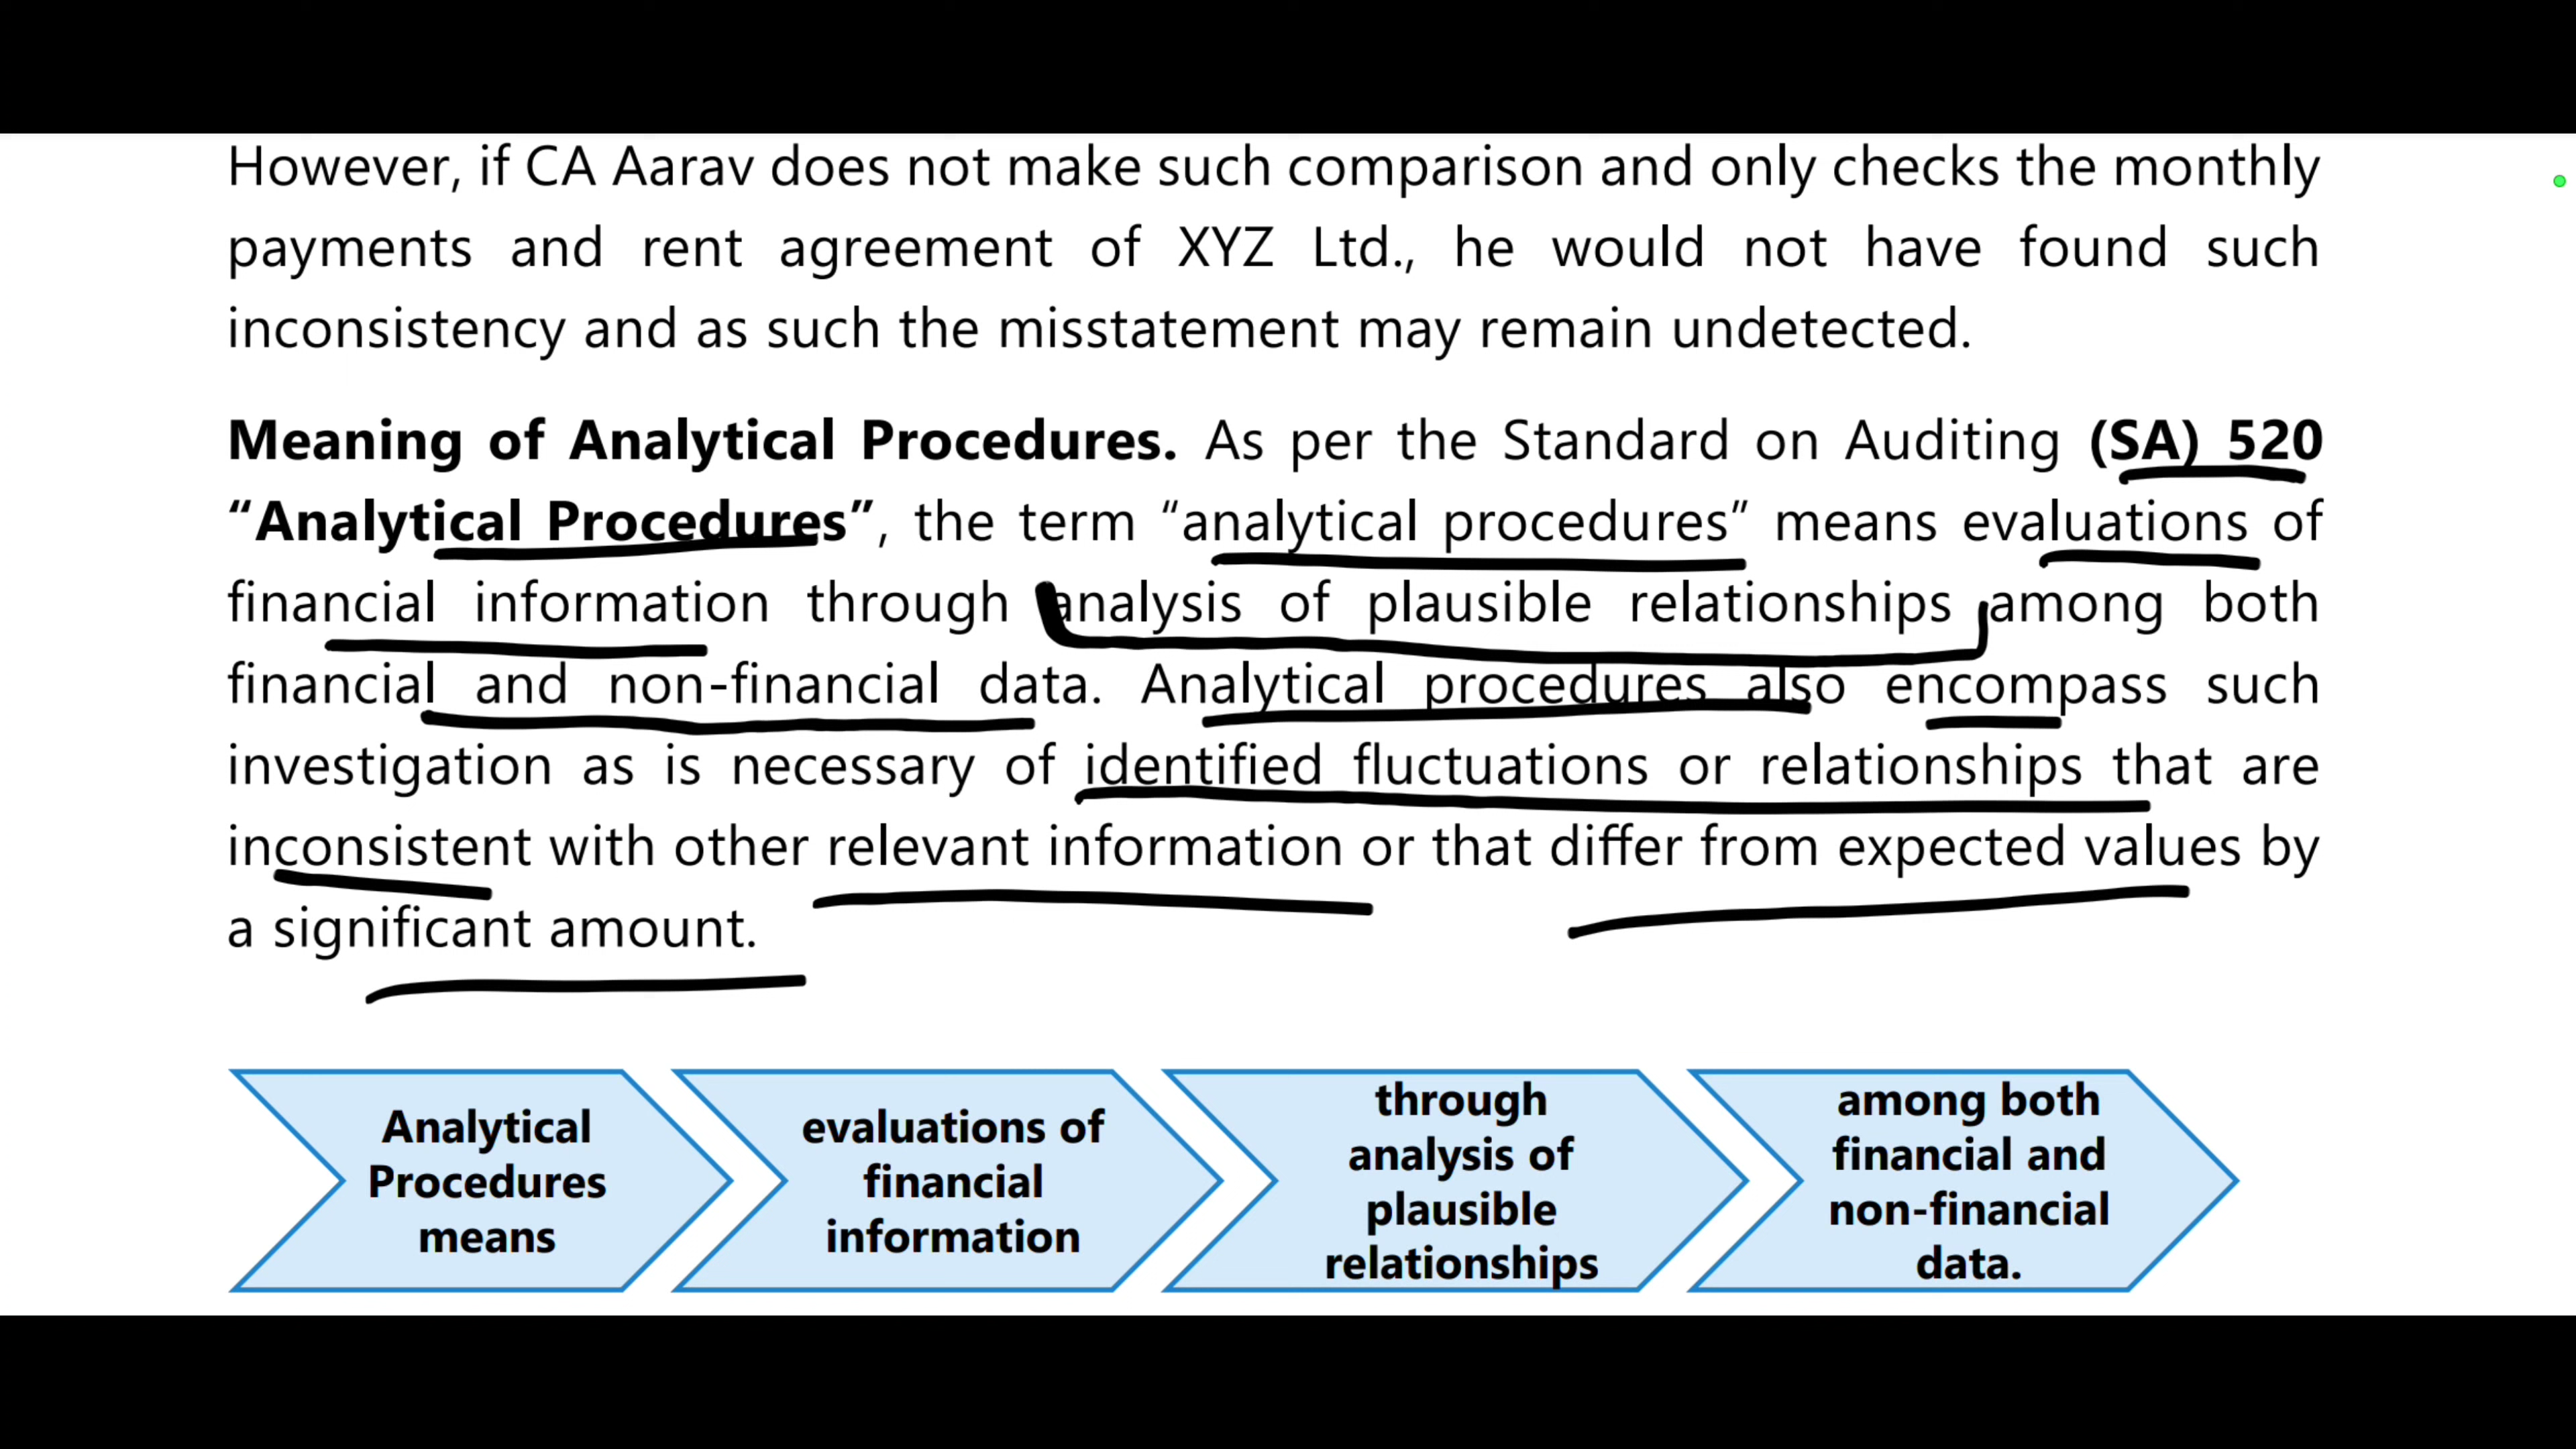 However, if CA Aarav does not make such comparison and only checks the monthly
payments and rent agreement of XYZ Ltd., he would not have found such
inconsistency and as such the misstatement may remain undetected.
Meaning of Analytical Procedures. As per the Standard on Auditing (SA) 520
“Analytical Procedures”, the term “analytical procedures” means evaluations of
financial information through analysis of plausible relationships among both
financial and non-financial data. Analytical procedures also encompass such
investigation as is necessary of identified fluctuations or relationships that are
inconsistent with other relevant information or that differ from expected values by
a significant amount.
Analytical
Procedures
means
evaluations of
financial
information
through
analysis of
plausible
relationships
among both
financial and
non-financial
data.